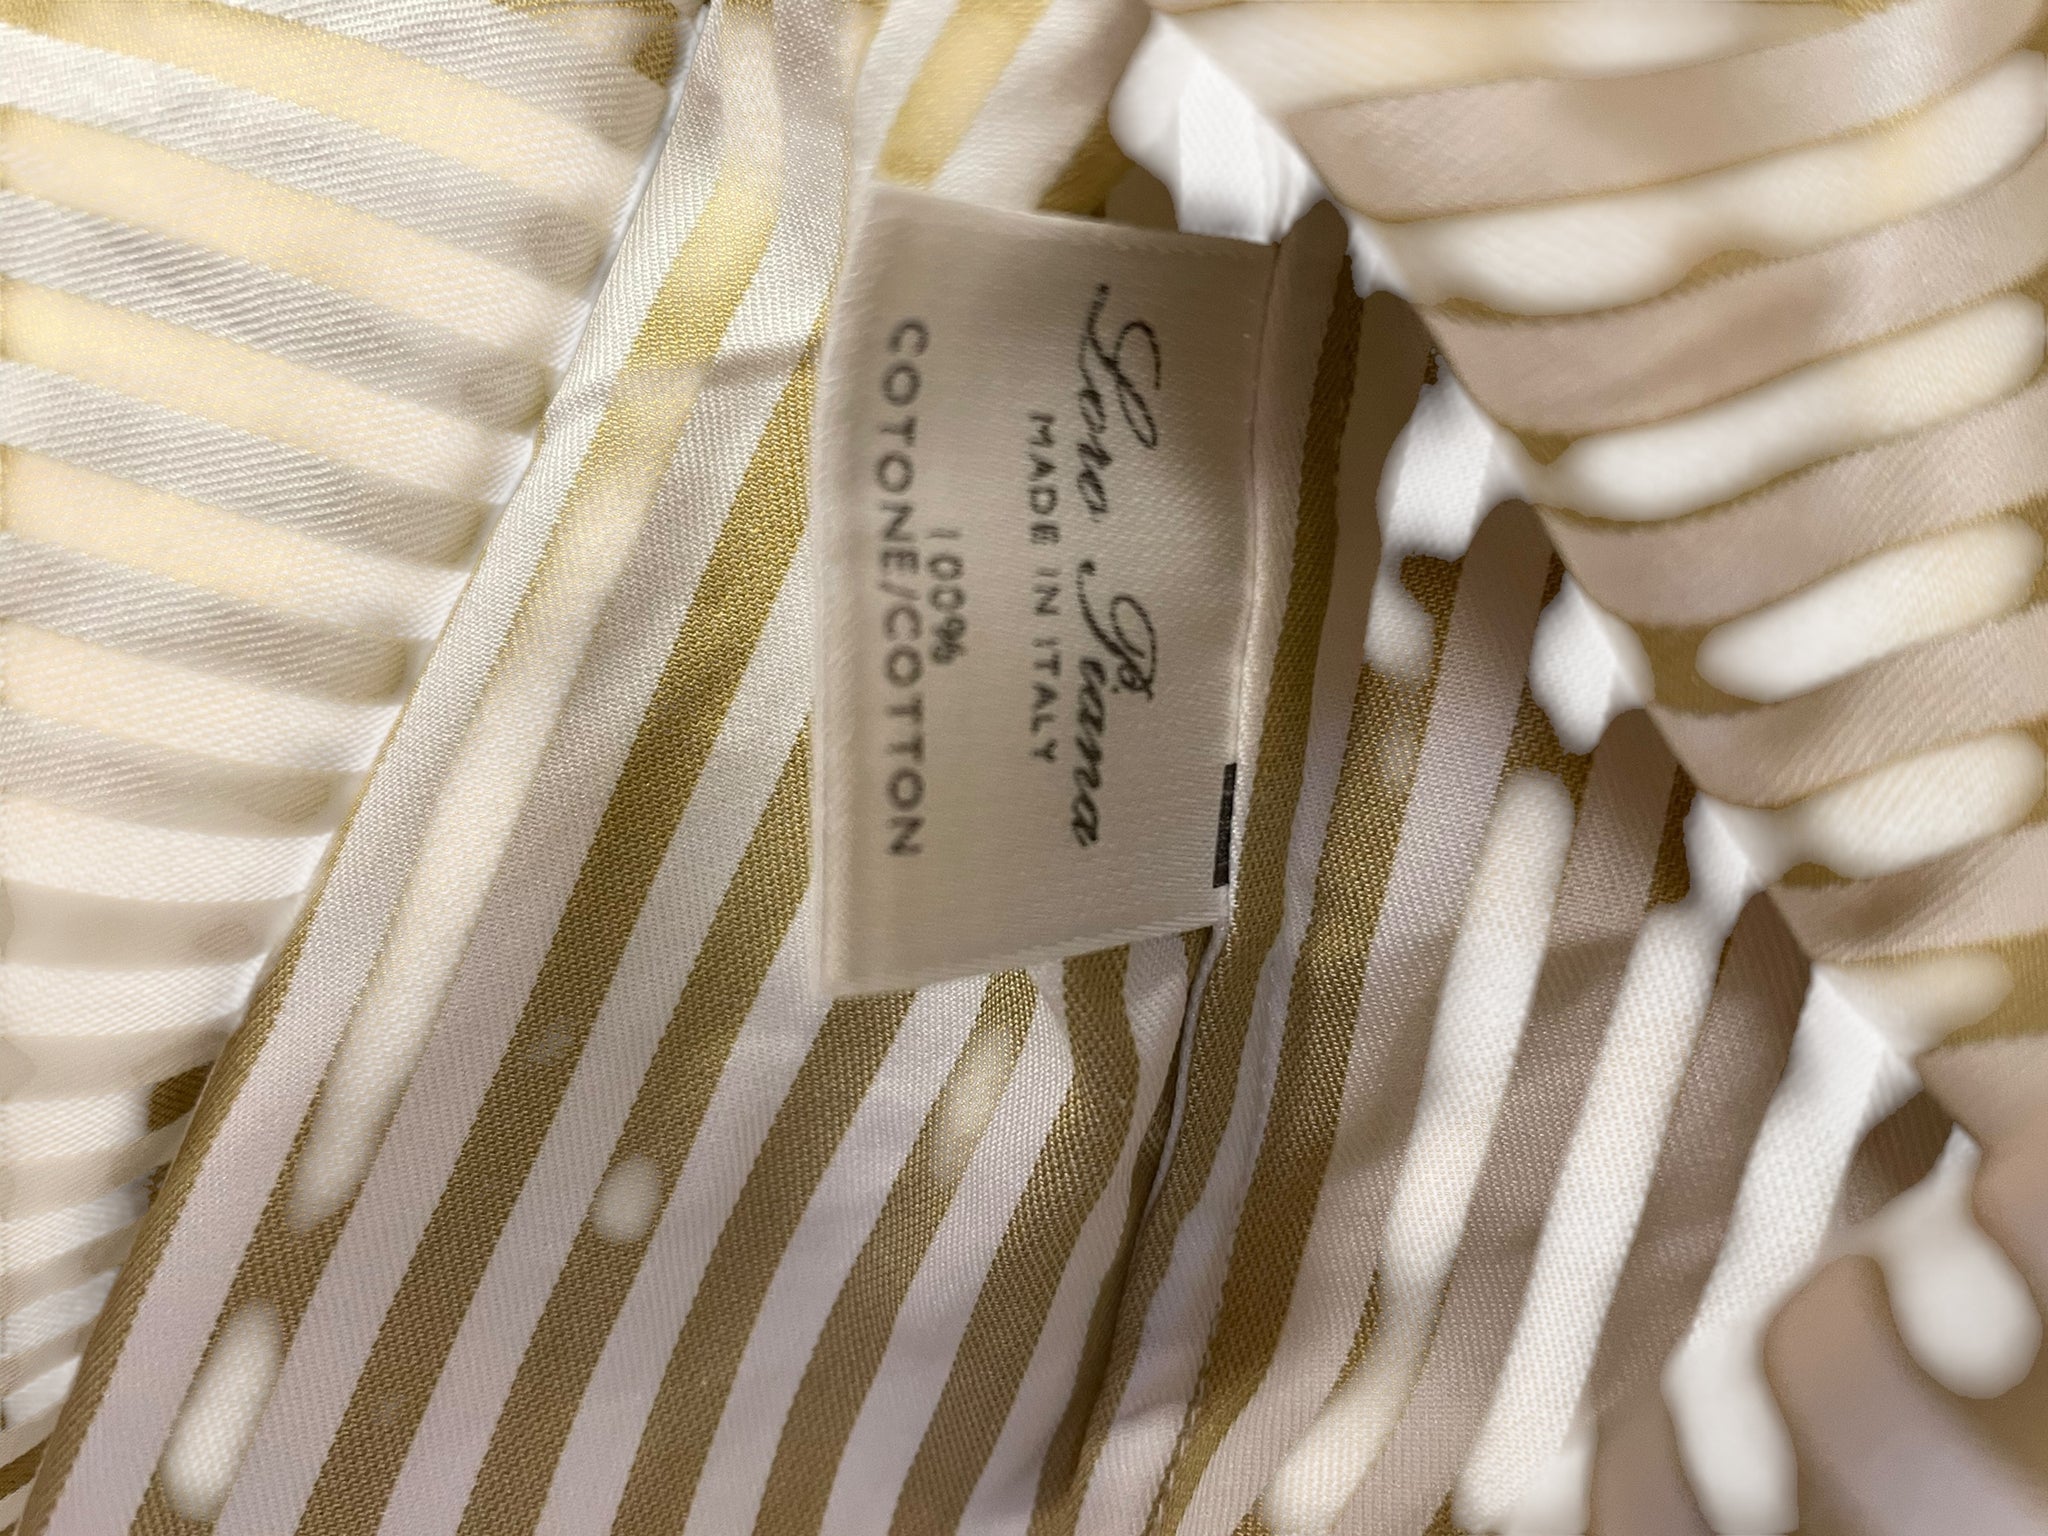 "Loro Piana"
MADE IN ITALY
100%
COTONE/COTTON